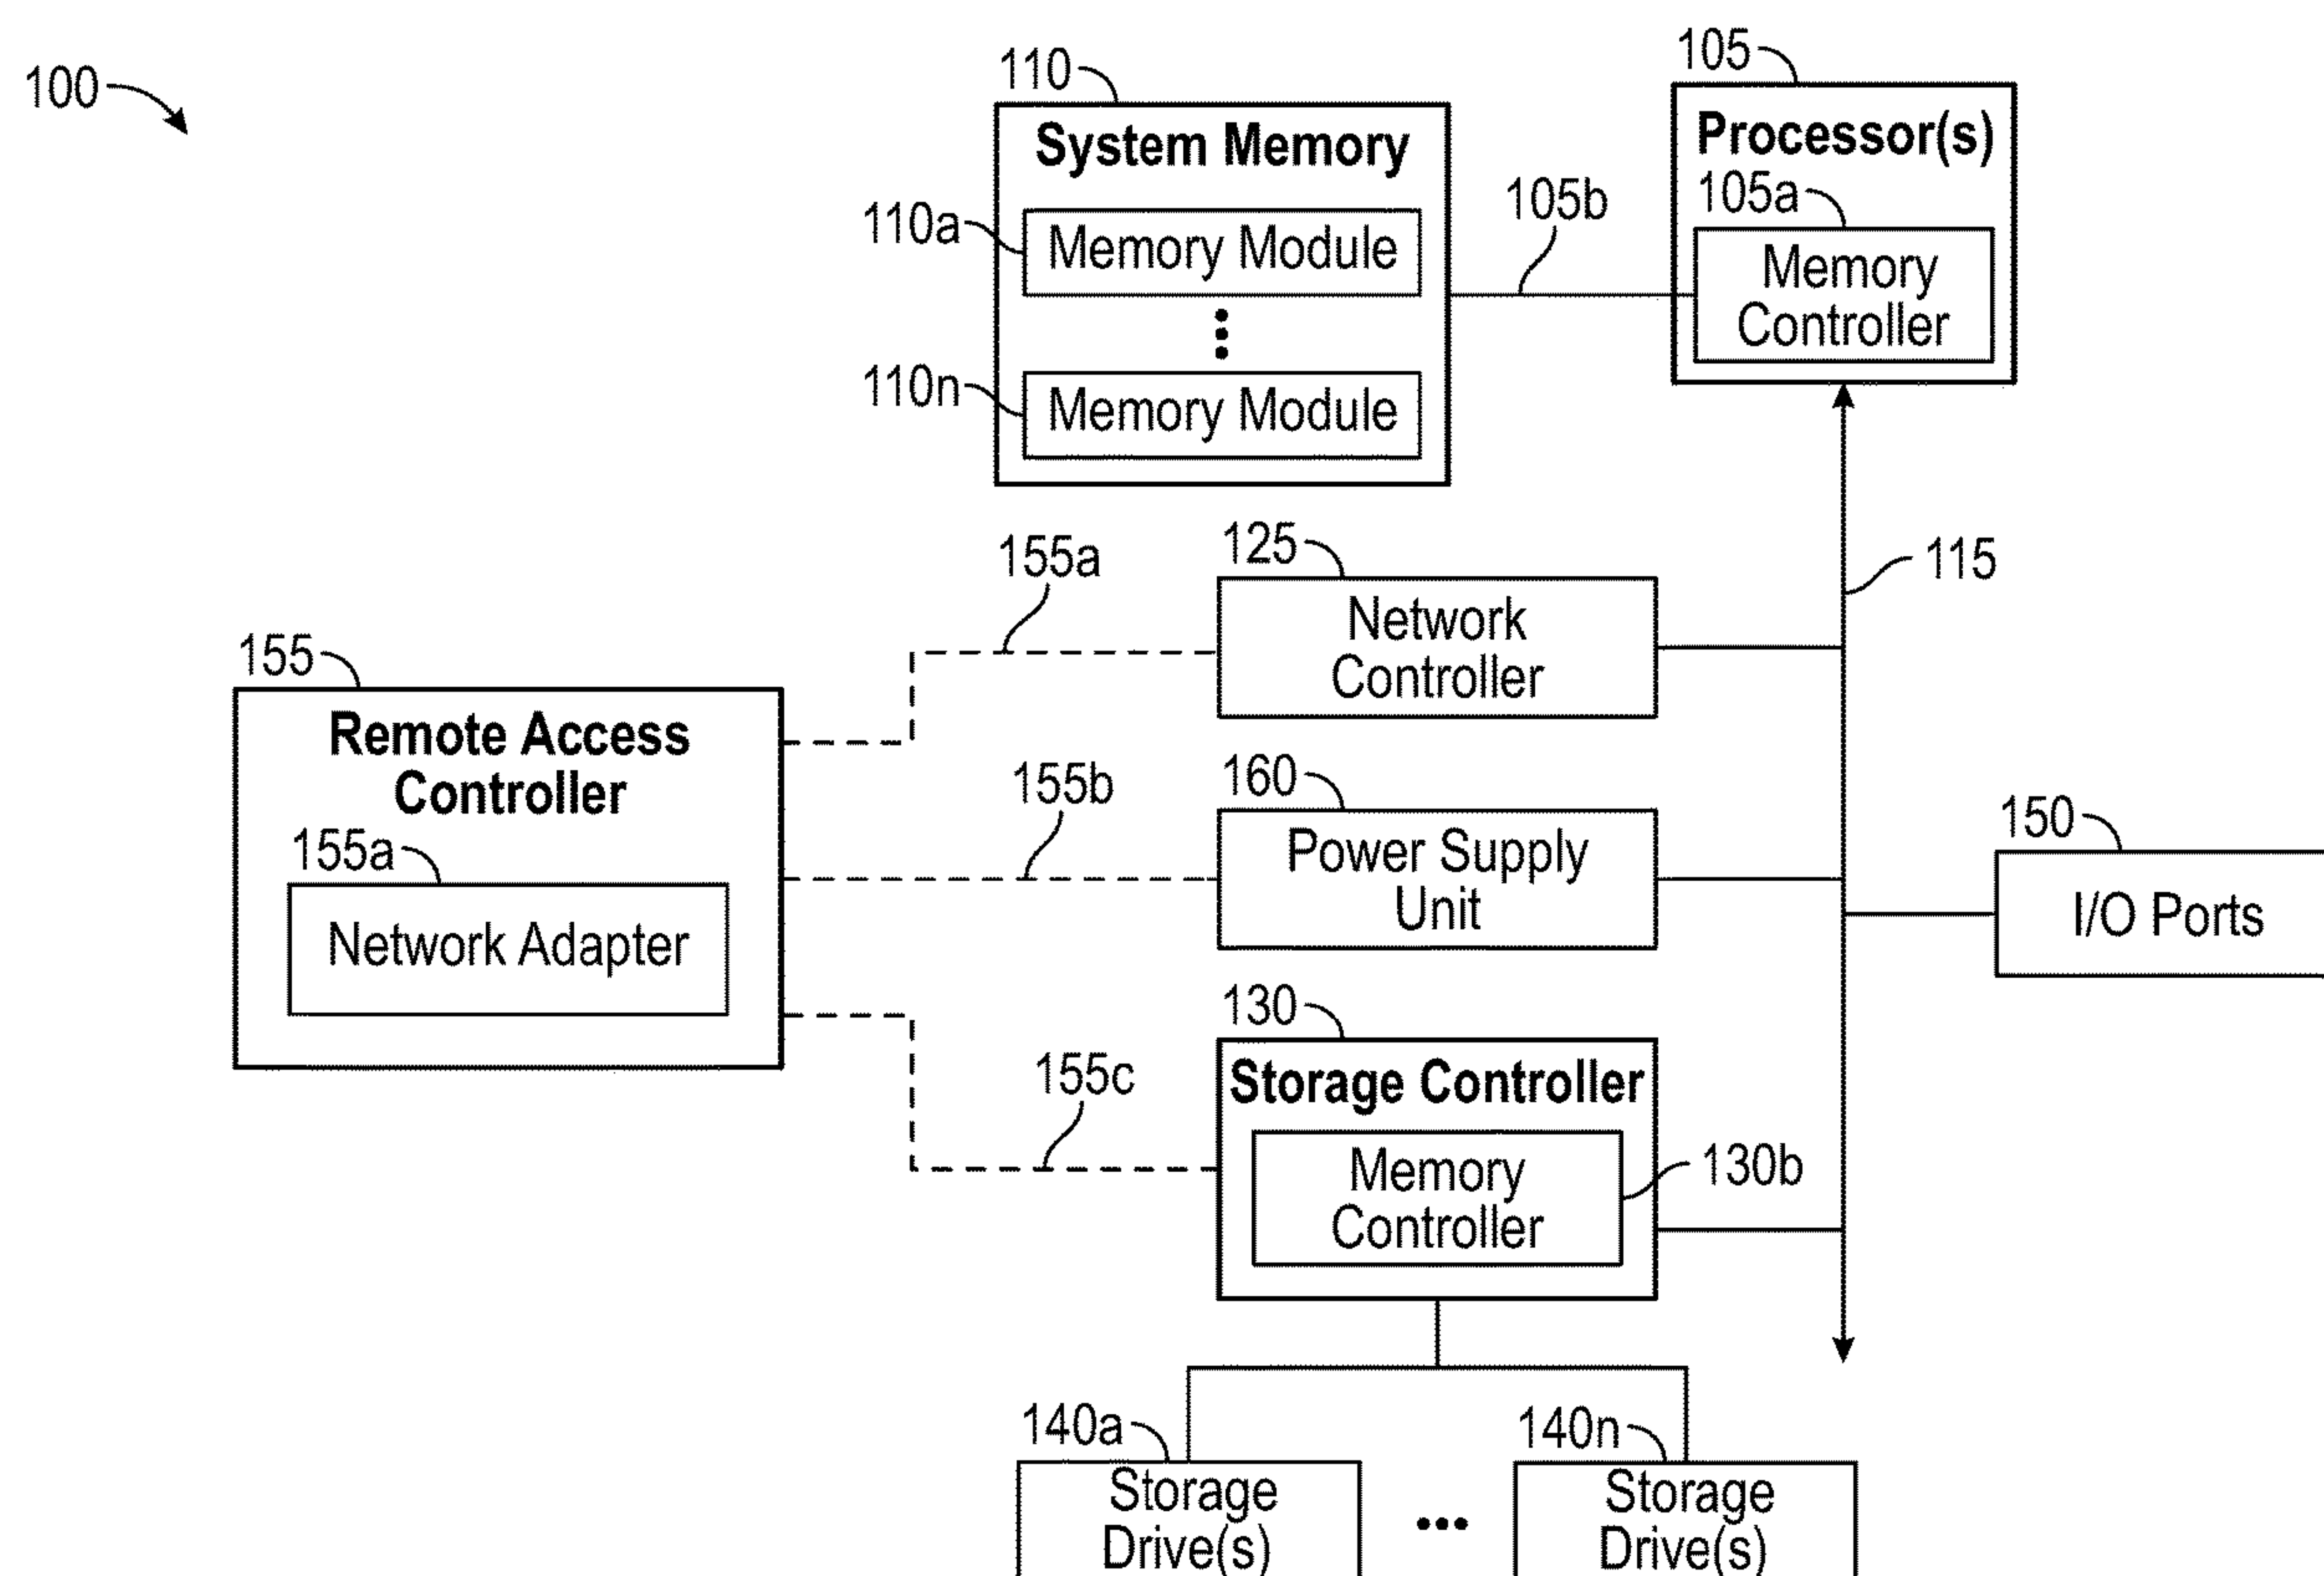 100
110
System Memory
110a
Memory Module
110n
Memory Module
105b
105
Processor(s)
105a
Memory
Controller
115
155a
125
Network
Controller
155
Remote Access
Controller
155a
Network Adapter
155b
160
Power Supply
Unit
150
I/O Ports
155c
130
Storage Controller
Memory
Controller
130b
140a
Storage
Drive(s)
140n
Storage
Drive(s)